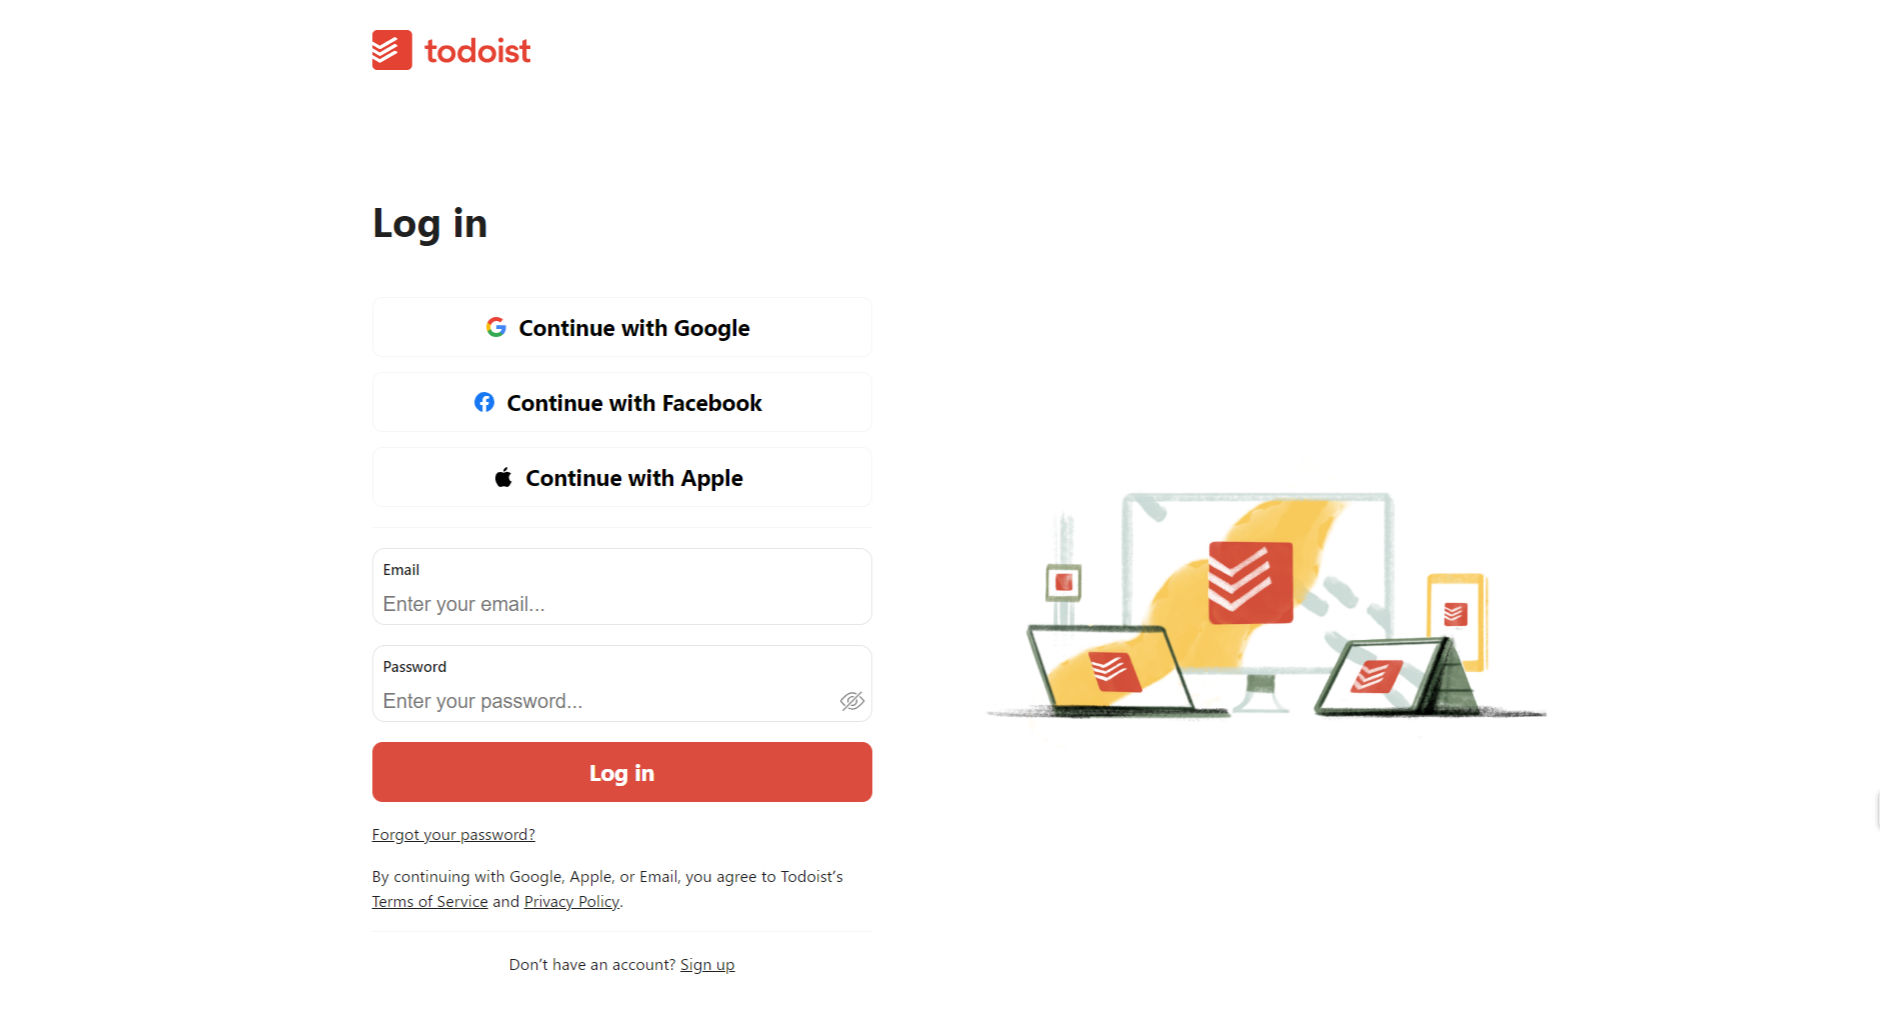 todoist
Log in
Continue with Google
Continue with Facebook
Continue with Apple
Email
Enter your email...
Password
Enter your password...
Log in
Forgot your password?
By continuing with Google, Apple, or Email, you agree to Todoist’s
Terms of Service and Privacy Policy.
Don’t have an account? Sign up